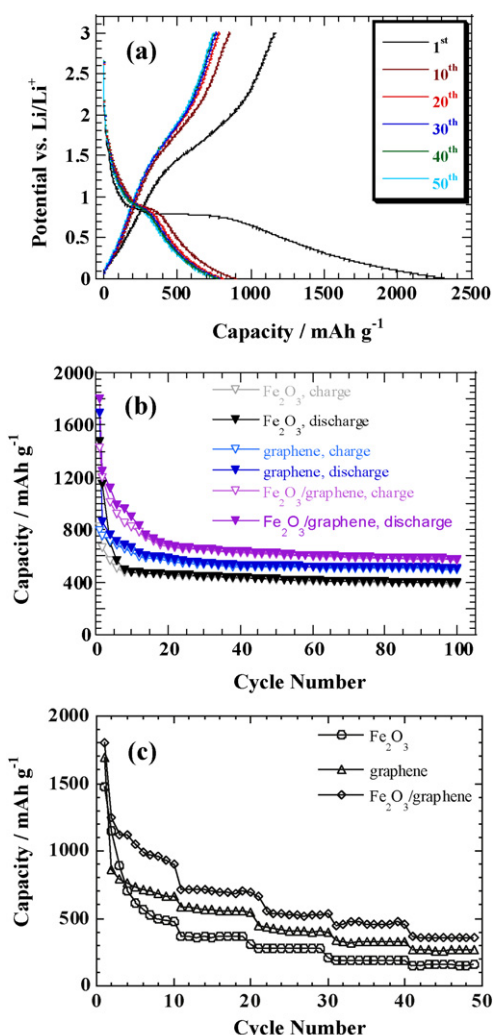 (a)
3
2.5
2
1.5
1
0.5
0
Potential vs. Li/Li⁺
0 500 1000 1500 2000 2500
Capacity / mAh g⁻¹
1ˢᵗ
10ᵗʰ
20ᵗʰ
30ᵗʰ
40ᵗʰ
50ᵗʰ
(b)
2000
1600
1200
800
400
0
Capacity / mAh g⁻¹
Fe₂O₃, charge
Fe₂O₃, discharge
graphene, charge
graphene, discharge
Fe₂O₃/graphene, charge
Fe₂O₃/graphene, discharge
0 20 40 60 80 100
Cycle Number
(c)
2000
1500
1000
500
0
Capacity / mAh g⁻¹
Fe₂O₃
graphene
Fe₂O₃/graphene
0 10 20 30 40 50
Cycle Number